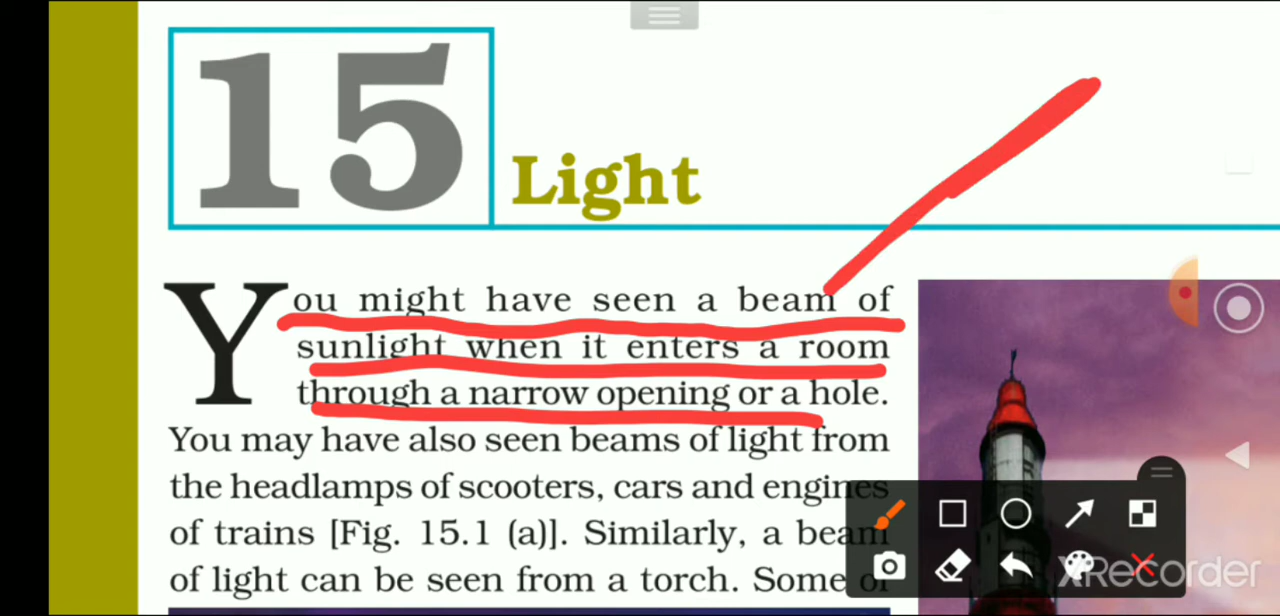 15
Light
You might have seen a beam of
sunlight when it enters a room
through a narrow opening or a hole.
You may have also seen beams of light from
the headlamps of scooters, cars and engines
of trains [Fig. 15.1 (a)]. Similarly, a beam
of light can be seen from a torch. Some of
XRecorder